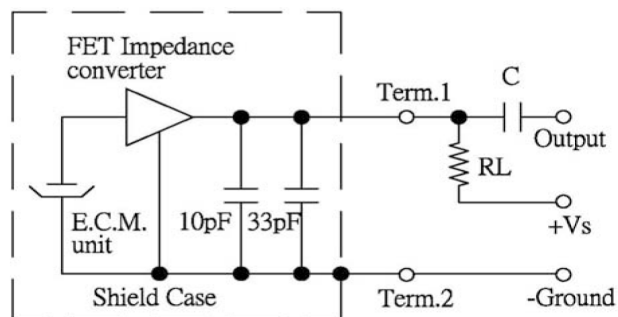 FET Impedance
converter
Term.1
C
Output
RL
+Vs
E.C.M.
unit
10pF
33pF
Shield Case
Term.2
-Ground